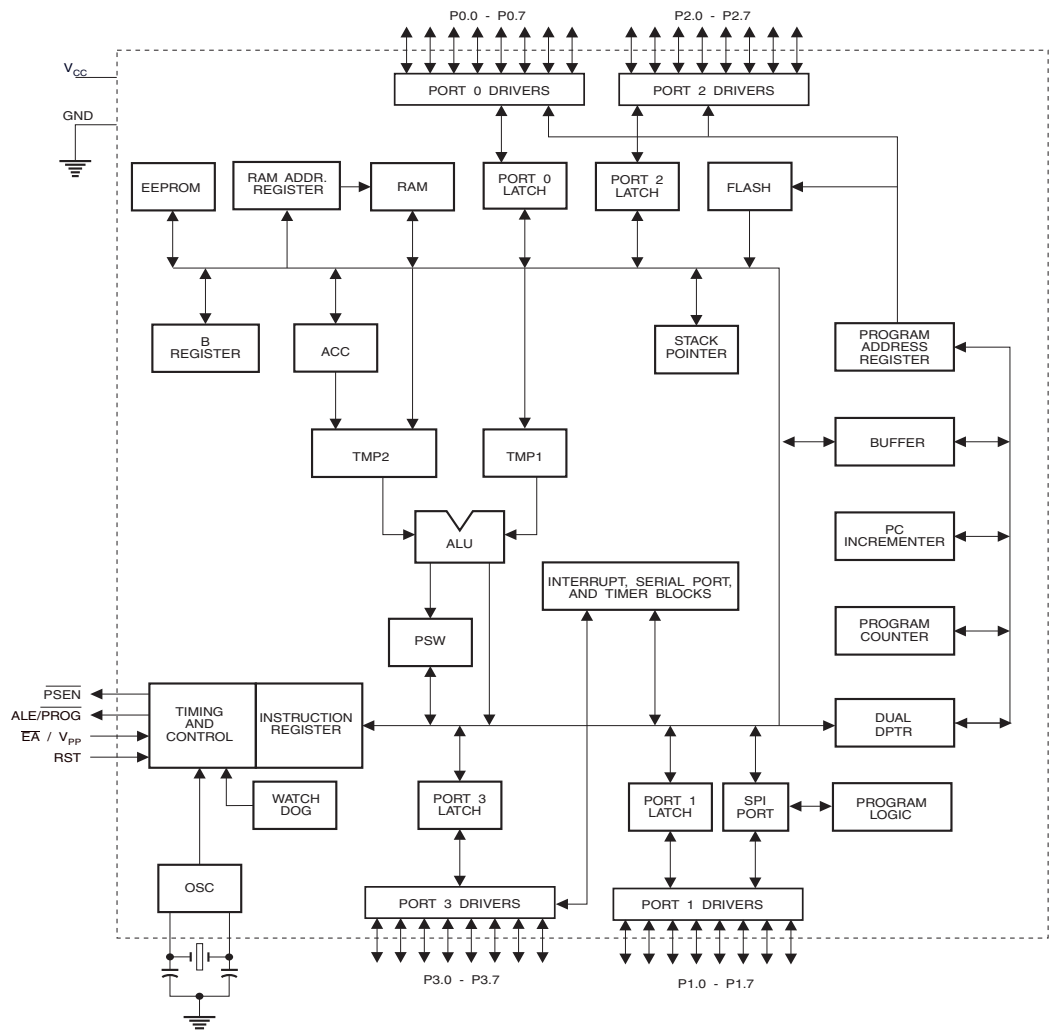 P0.0 - P0.7
P2.0 - P2.7
VCC
PORT 0 DRIVERS
PORT 2 DRIVERS
GND
EEPROM
RAM ADDR.
REGISTER
RAM
PORT 0
LATCH
PORT 2
LATCH
FLASH
B
REGISTER
ACC
STACK
POINTER
PROGRAM
ADDRESS
REGISTER
TMP2
TMP1
BUFFER
ALU
PC
INCREMENTER
INTERRUPT, SERIAL PORT,
AND TIMER BLOCKS
PSW
PROGRAM
COUNTER
PSEN
ALE/PROG
EA / VPP
RST
TIMING
AND
CONTROL
INSTRUCTION
REGISTER
DUAL
DPTR
WATCH
DOG
PORT 3
LATCH
PORT 1
LATCH
SPI
PORT
PROGRAM
LOGIC
OSC
PORT 3 DRIVERS
PORT 1 DRIVERS
P3.0 - P3.7
P1.0 - P1.7